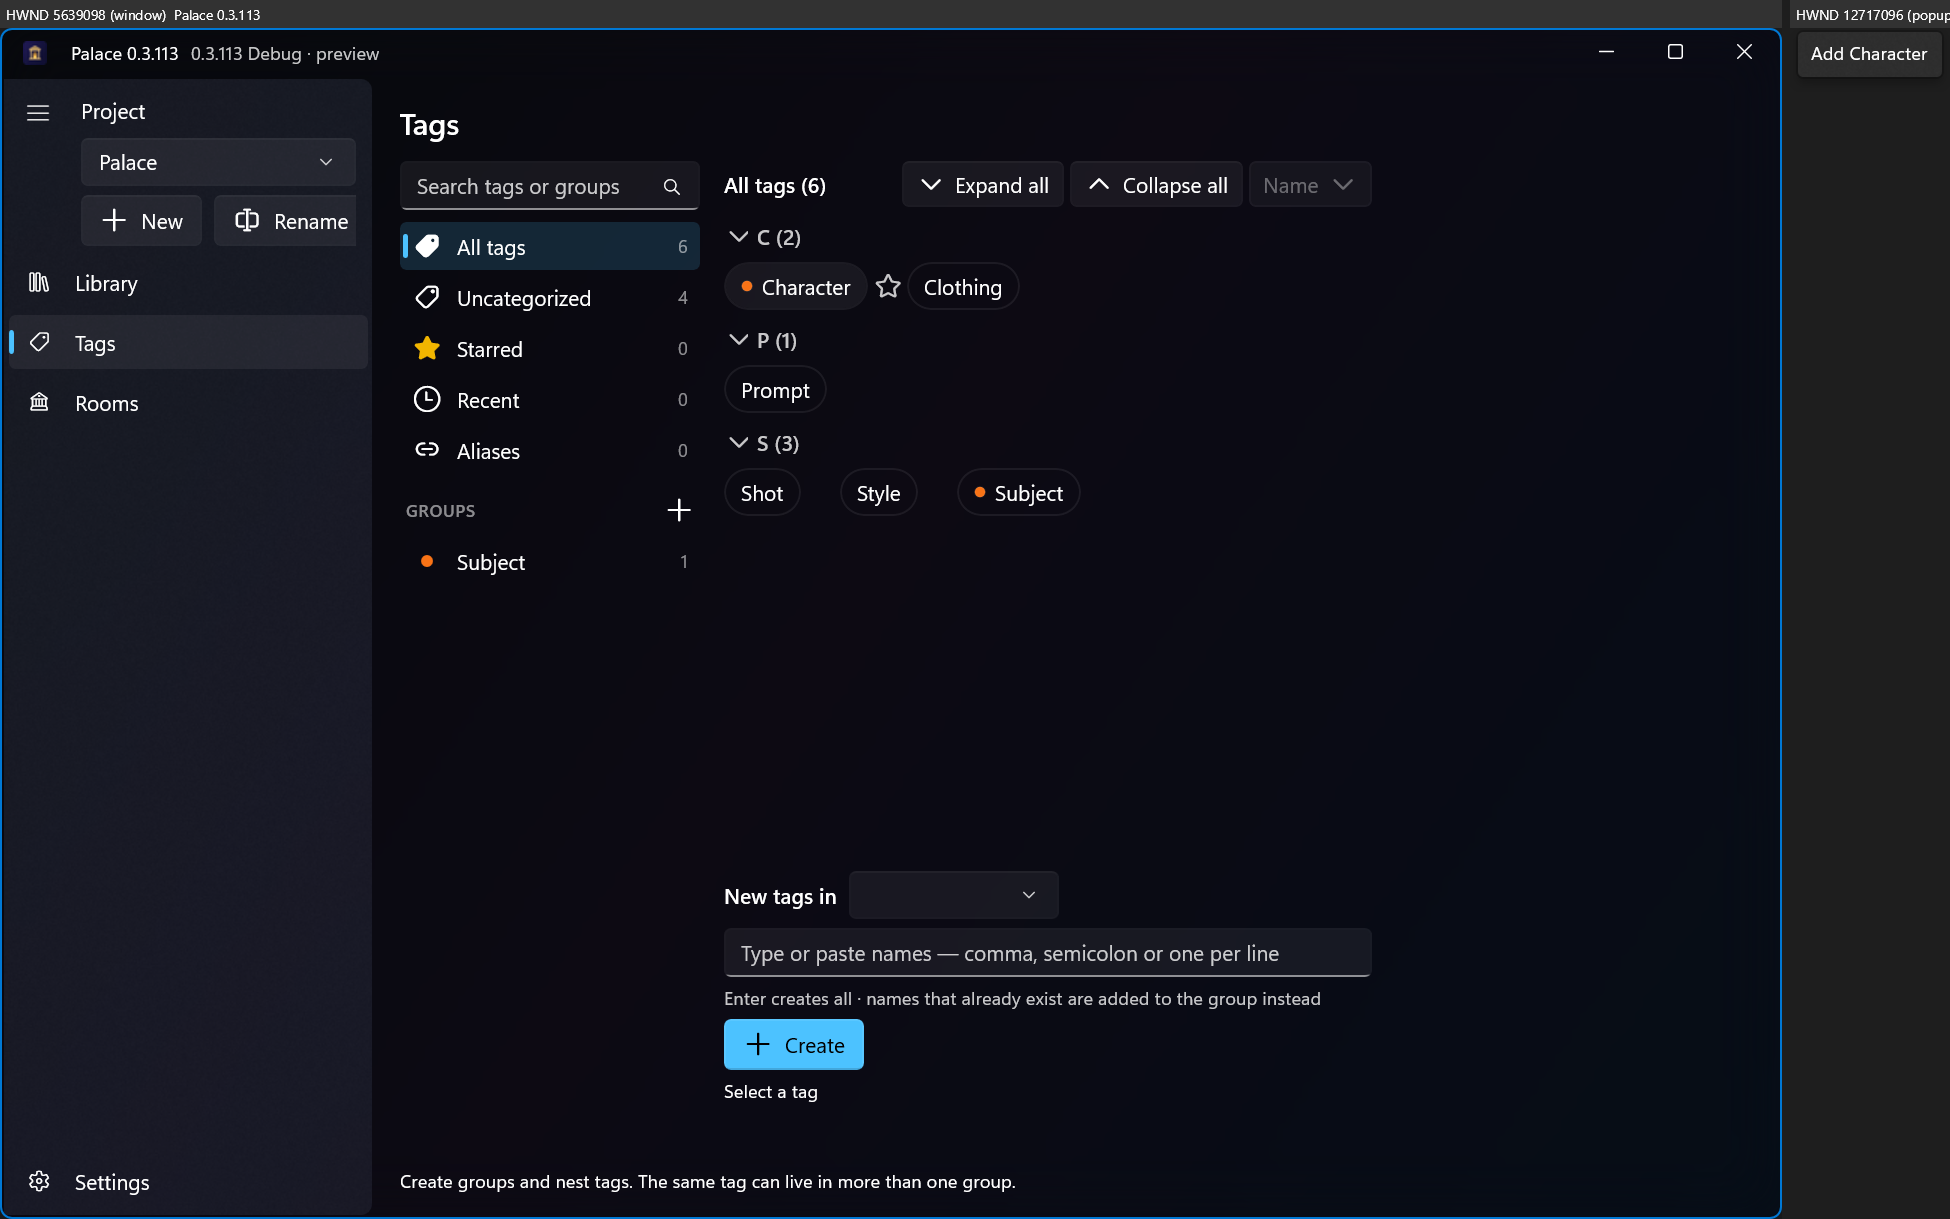 HWND 5639098 (window)  Palace 0.3.113
HWND 12717096 (popup
Palace 0.3.113  0.3.113 Debug · preview
Add Character
Project
Palace
New
Rename
Library
Tags
Rooms
Settings
Tags
Search tags or groups
All tags 6
Uncategorized 4
Starred 0
Recent 0
Aliases 0
GROUPS
Subject 1
All tags (6)
Expand all
Collapse all
Name
C (2)
Character
Clothing
P (1)
Prompt
S (3)
Shot
Style
Subject
New tags in
Type or paste names — comma, semicolon or one per line
Enter creates all · names that already exist are added to the group instead
Create
Select a tag
Create groups and nest tags. The same tag can live in more than one group.